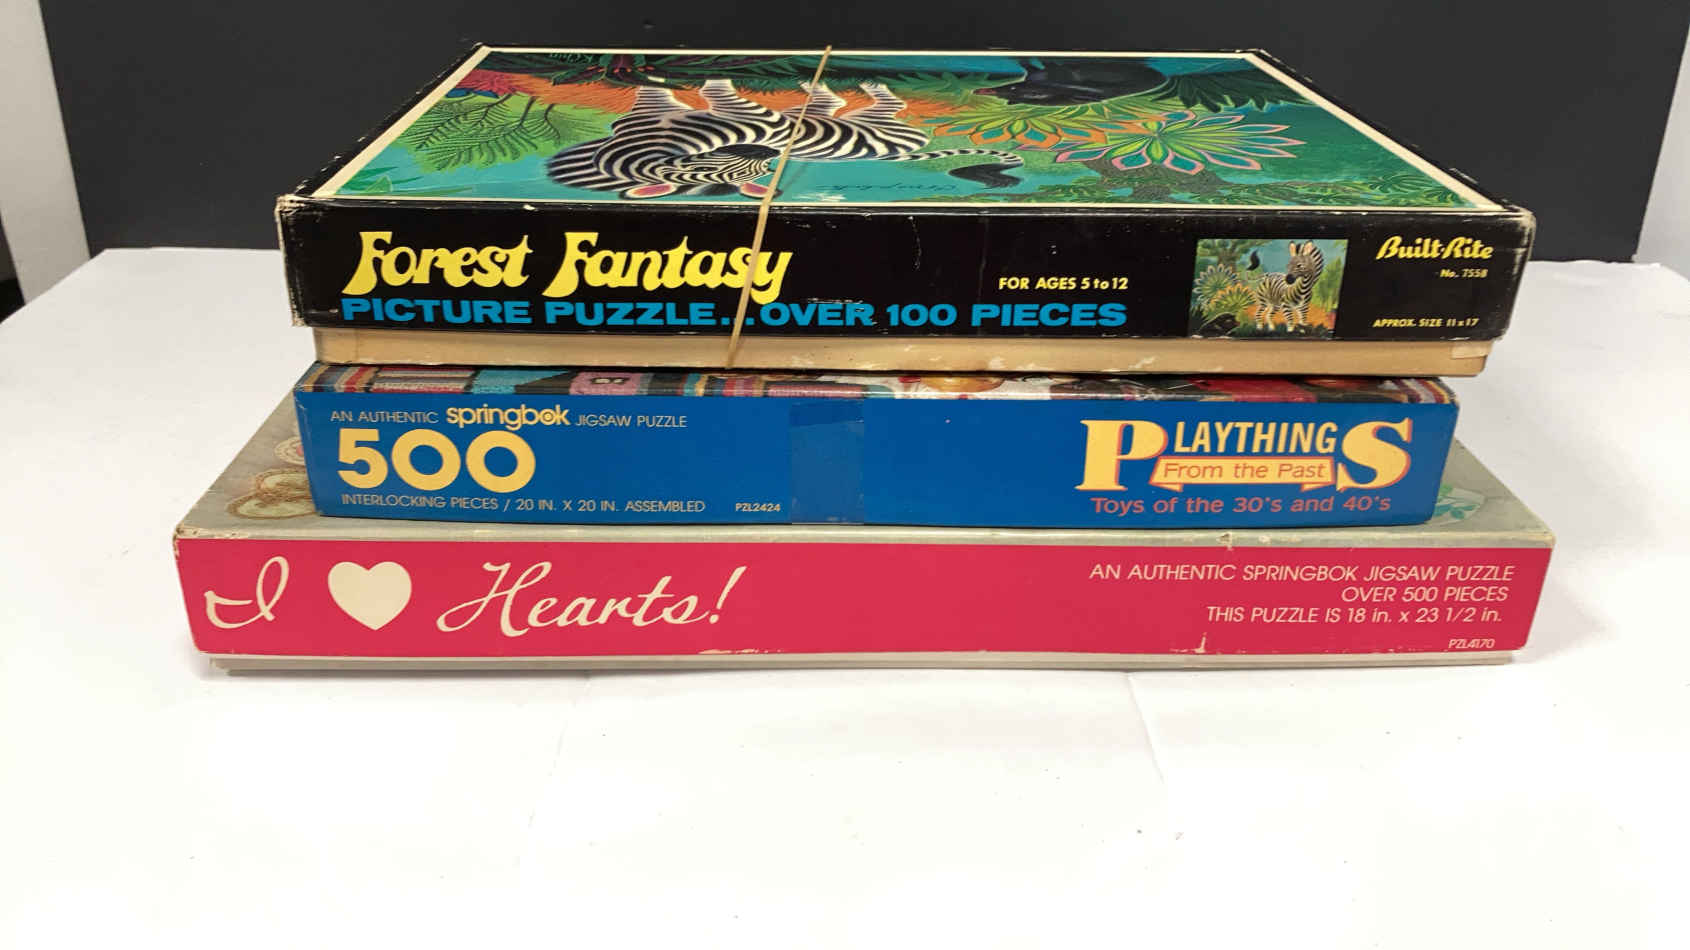 Forest Fantasy
PICTURE PUZZLE...OVER 100 PIECES
FOR AGES 5 to 12
Built-Rite
No. 755B
APPROX. SIZE 11 x 17
AN AUTHENTIC springbok JIGSAW PUZZLE
500
INTERLOCKING PIECES / 20 IN. X 20 IN. ASSEMBLED
PZL2424
PLAYTHINGS
From the Past
Toys of the 30's and 40's
I ♥ Hearts!
AN AUTHENTIC SPRINGBOK JIGSAW PUZZLE
OVER 500 PIECES
THIS PUZZLE IS 18 in. x 23 1/2 in.
PZL4170